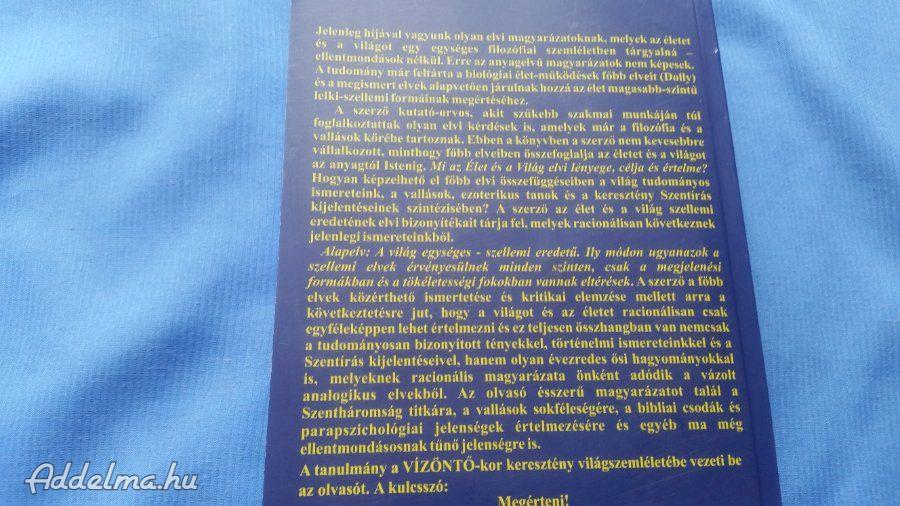 Jelenleg híjával vagyunk olyan elvi magyarázatoknak, melyek az életet
és a világot egy egységes filozófiai szemléletben tárgyalná –
ellentmondások nélkül. Erre az anyagelvű magyarázatok nem képesek.
A tudomány már feltárta a biológiai élet-működések főbb elveit (Dolly)
és a megismert elvek alapvetően járulnak hozzá az élet magasabb-szintű
lelki-szellemi formáinak megértéséhez.
A szerző kutató-orvos, akit szűkebb szakmai munkáján túl
foglalkoztattak olyan elvi kérdések is, amelyek már a filozófia és a
vallások körébe tartoznak. Ebben a könyvben a szerző nem kevesebbre
vállalkozott, minthogy főbb elveiben összefoglalja az életet és a világot
az anyagtól Istenig. Mi az Élet és a Világ elvi lényege, célja és értelme?
Hogyan képzelhető el főbb elvi összefüggéseiben a világ tudományos
ismereteink, a vallások, ezoterikus tanok és a keresztény Szentírás
kijelentéseinek szintézisében? A szerző az élet és a világ szellemi
eredetének elvi bizonyítékait tárja fel, melyek racionálisan következnek
jelenlegi ismereteinkből.
Alapelv: A világ egységes - szellemi eredetű. Ily módon ugyanazok a
szellemi elvek érvényesülnek minden szinten, csak a megjelenési
formákban és a tökéletességi fokokban vannak eltérések. A szerző a főbb
elvek közérthető ismertetése és kritikai elemzése mellett arra a
következtetésre jut, hogy a világot és az életet racionálisan csak
egyféleképpen lehet értelmezni és ez teljesen összhangban van nemcsak
a tudományosan bizonyított tényekkel, történelmi ismereteinkkel és a
Szentírás kijelentéseivel, hanem olyan évezredes ősi hagyományokkal
is, melyeknek racionális magyarázata önként adódik a vázolt
analogikus elvekből. Az olvasó ésszerű magyarázatot talál a
Szentháromság titkára, a vallások sokféleségére, a bibliai csodák és
parapszichológiai jelenségek értelmezésére és egyéb ma még
ellentmondásosnak tűnő jelenségre is.
A tanulmány a VÍZÖNTŐ-kor keresztény világszemléletébe vezeti be
az olvasót. A kulcsszó:
Megérteni!
Addelma.hu